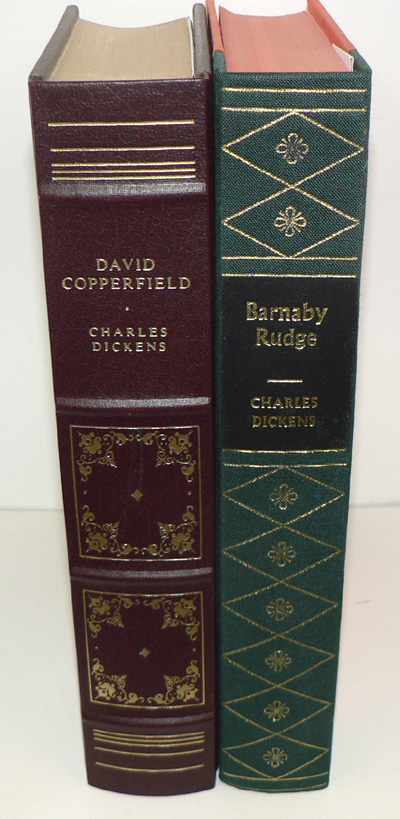 DAVID
COPPERFIELD
CHARLES
DICKENS
Barnaby
Rudge
CHARLES
DICKENS